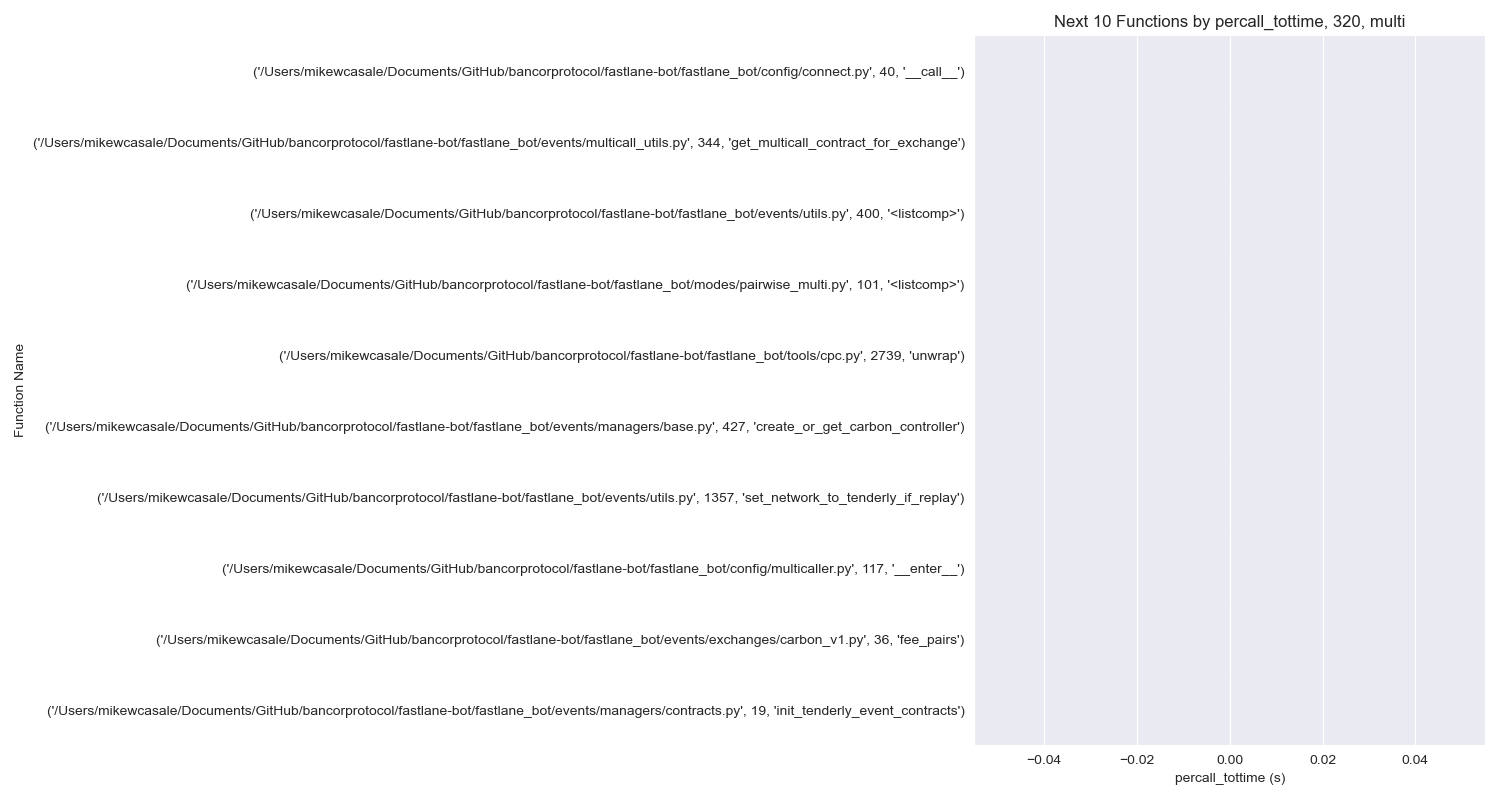 Next 10 Functions by percall_tottime, 320, multi
('/Users/mikewcasale/Documents/GitHub/bancorprotocol/fastlane-bot/fastlane_bot/config/connect.py', 40, '__call__')
('/Users/mikewcasale/Documents/GitHub/bancorprotocol/fastlane-bot/fastlane_bot/events/multicall_utils.py', 344, 'get_multicall_contract_for_exchange')
('/Users/mikewcasale/Documents/GitHub/bancorprotocol/fastlane-bot/fastlane_bot/events/utils.py', 400, '<listcomp>')
('/Users/mikewcasale/Documents/GitHub/bancorprotocol/fastlane-bot/fastlane_bot/modes/pairwise_multi.py', 101, '<listcomp>')
('/Users/mikewcasale/Documents/GitHub/bancorprotocol/fastlane-bot/fastlane_bot/tools/cpc.py', 2739, 'unwrap')
('/Users/mikewcasale/Documents/GitHub/bancorprotocol/fastlane-bot/fastlane_bot/events/managers/base.py', 427, 'create_or_get_carbon_controller')
('/Users/mikewcasale/Documents/GitHub/bancorprotocol/fastlane-bot/fastlane_bot/events/utils.py', 1357, 'set_network_to_tenderly_if_replay')
('/Users/mikewcasale/Documents/GitHub/bancorprotocol/fastlane-bot/fastlane_bot/config/multicaller.py', 117, '__enter__')
('/Users/mikewcasale/Documents/GitHub/bancorprotocol/fastlane-bot/fastlane_bot/events/exchanges/carbon_v1.py', 36, 'fee_pairs')
('/Users/mikewcasale/Documents/GitHub/bancorprotocol/fastlane-bot/fastlane_bot/events/managers/contracts.py', 19, 'init_tenderly_event_contracts')
Function Name
−0.04 −0.02 0.00 0.02 0.04
percall_tottime (s)